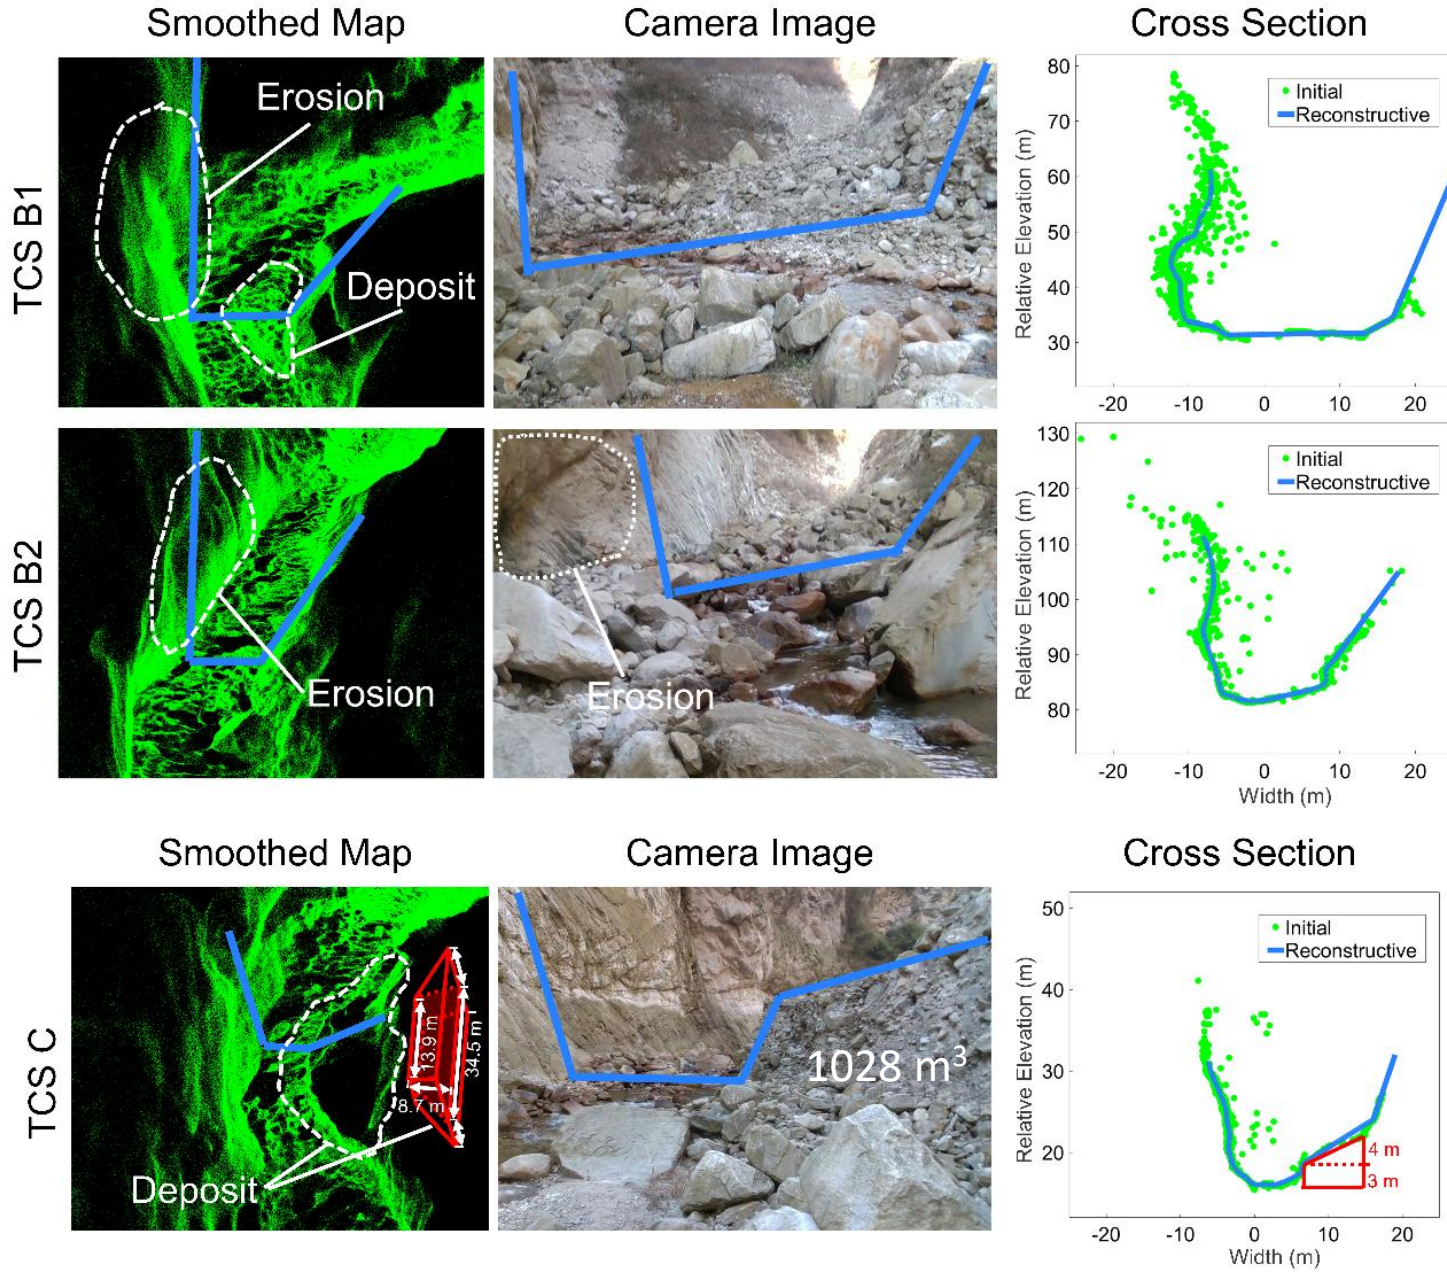 Smoothed Map
Camera Image
Cross Section
TCS B1
Erosion
Deposit
Relative Elevation (m)
80
70
60
50
40
30
Initial
Reconstructive
-20 -10 0 10 20
TCS B2
Erosion
Erosion
Relative Elevation (m)
130
120
110
100
90
80
Initial
Reconstructive
-20 -10 0 10 20
Width (m)
Smoothed Map
Camera Image
Cross Section
TCS C
13.9 m
34.5 m
8.7 m
Deposit
1028 m³
Relative Elevation (m)
50
40
30
20
Initial
Reconstructive
4 m
3 m
-20 -10 0 10 20
Width (m)